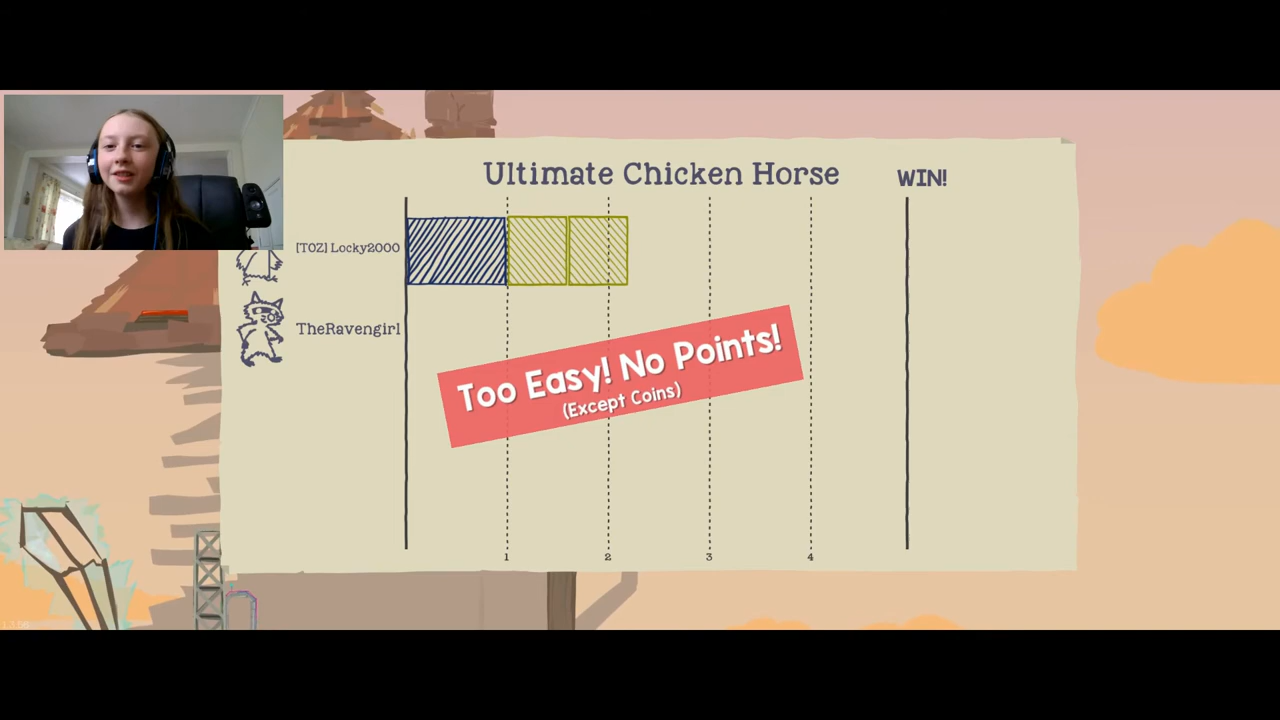 Ultimate Chicken Horse
WIN!
[TOZ] Locky2000
TheRavengirl
Too Easy! No Points!
(Except Coins)
1 2 3 4